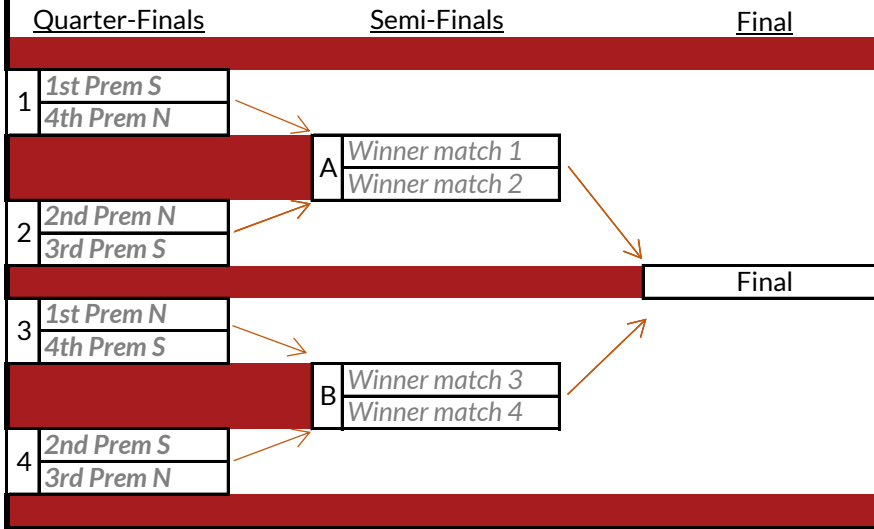 Quarter-Finals Semi-Finals Final
1
1st Prem S
4th Prem N
A
Winner match 1
Winner match 2
2
2nd Prem N
3rd Prem S
Final
3
1st Prem N
4th Prem S
B
Winner match 3
Winner match 4
4
2nd Prem S
3rd Prem N